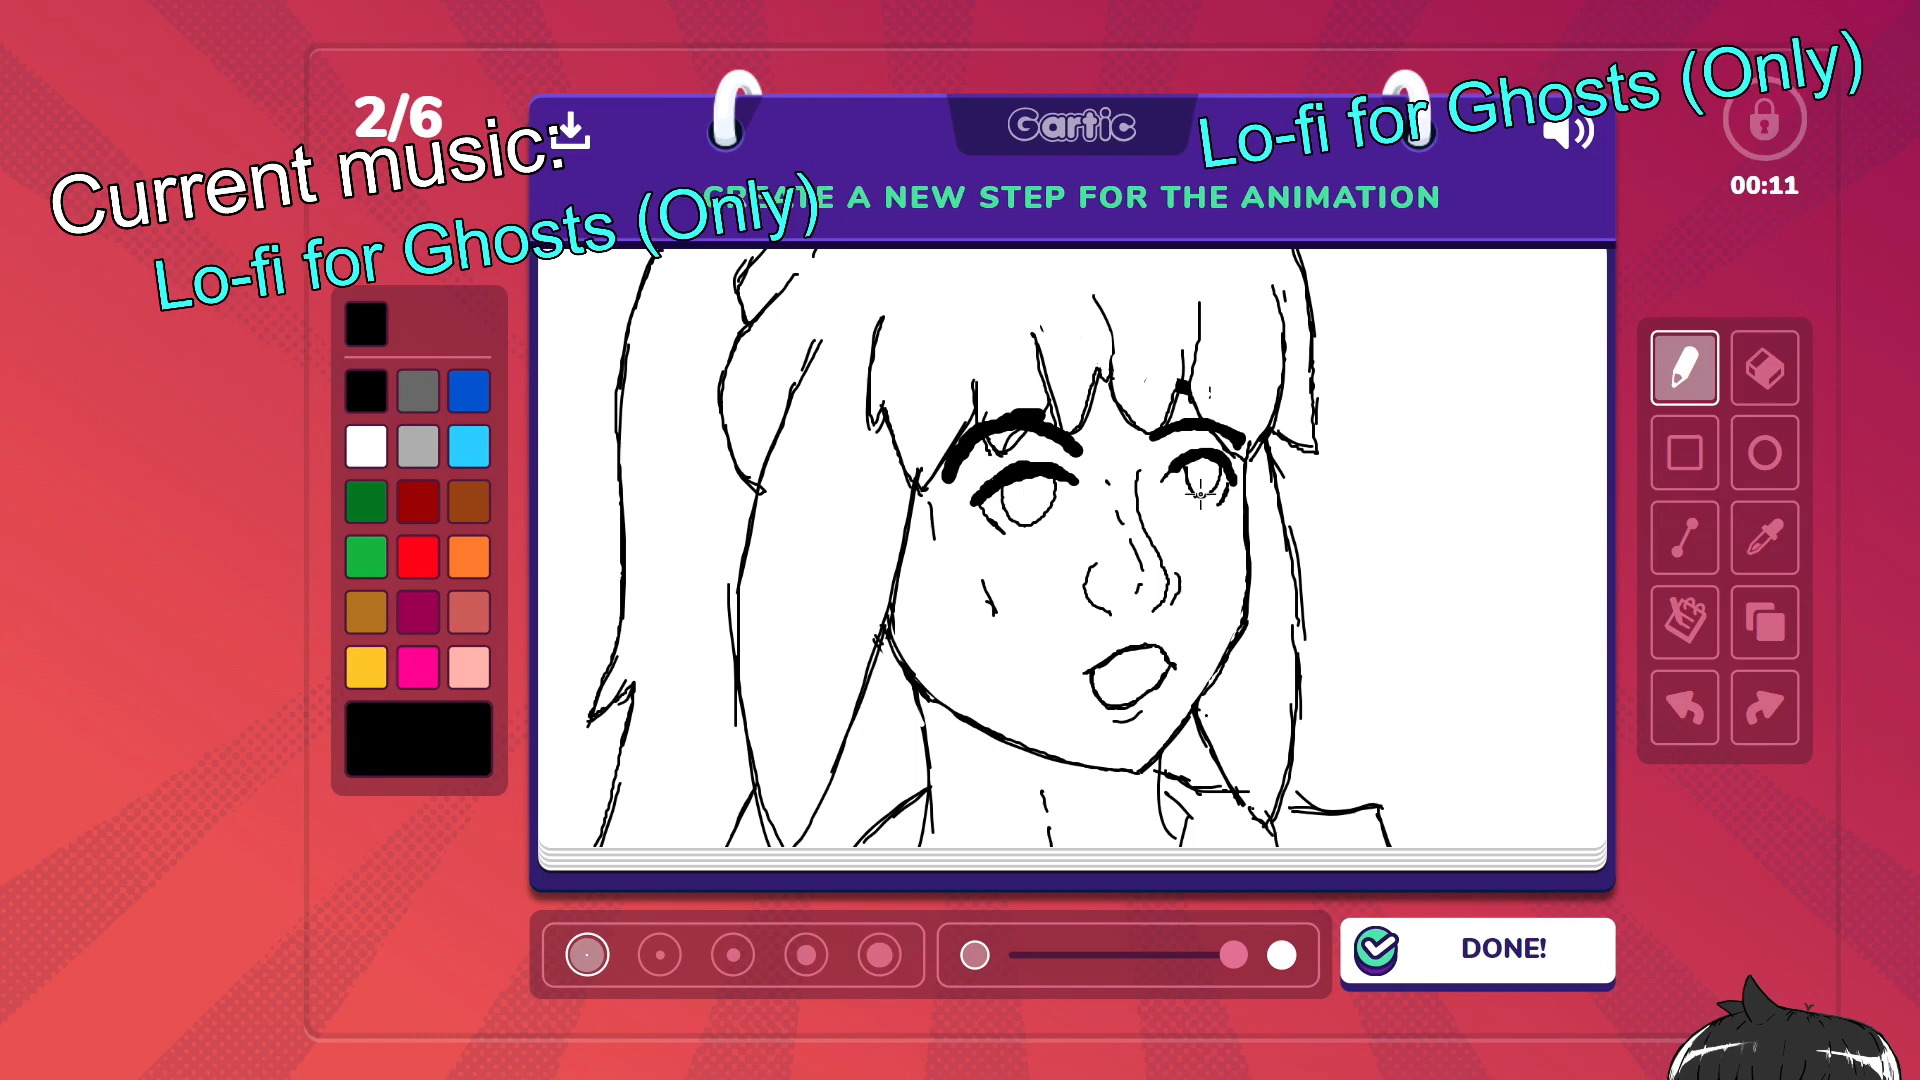 2/6
Current music:
Lo-fi for Ghosts (Only)
Lo-fi for Ghosts (Only)
Gartic
00:11
CREATE A NEW STEP FOR THE ANIMATION
DONE!